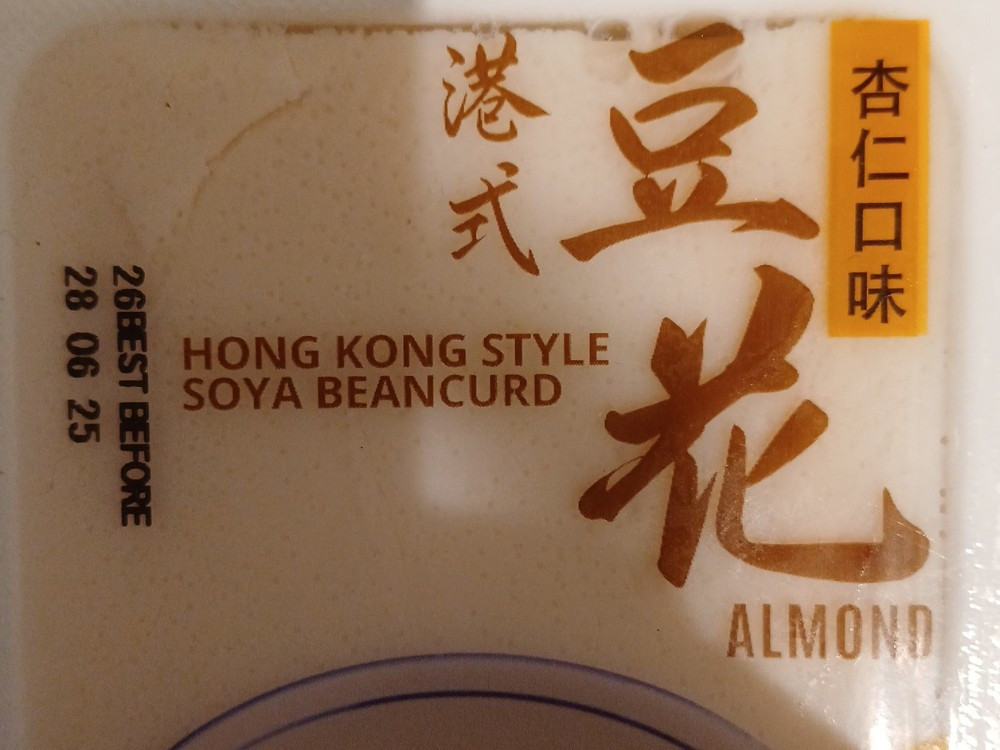 杏仁口味
豆花
港式
HONG KONG STYLE
SOYA BEANCURD
ALMOND
26BEST BEFORE
28 06 25